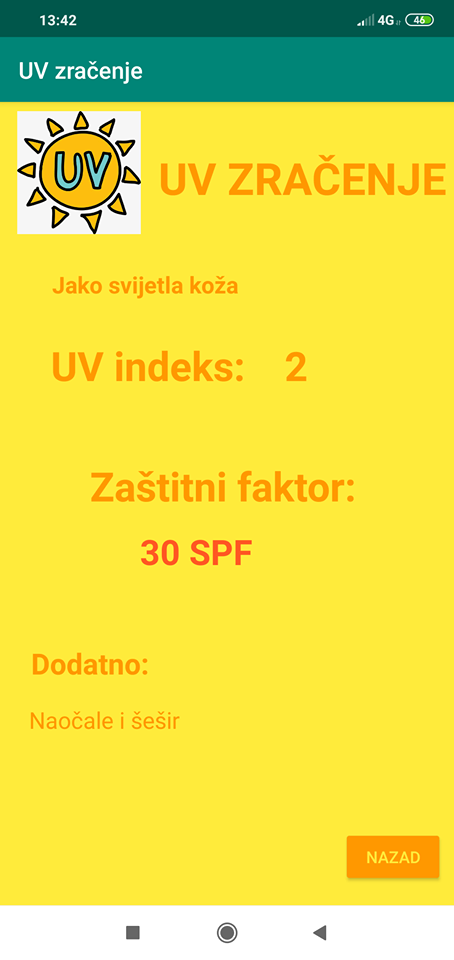 13:42
4G
46
UV zračenje
UV
UV ZRAČENJE
Jako svijetla koža
UV indeks: 2
Zaštitni faktor:
30 SPF
Dodatno:
Naočale i šešir
NAZAD